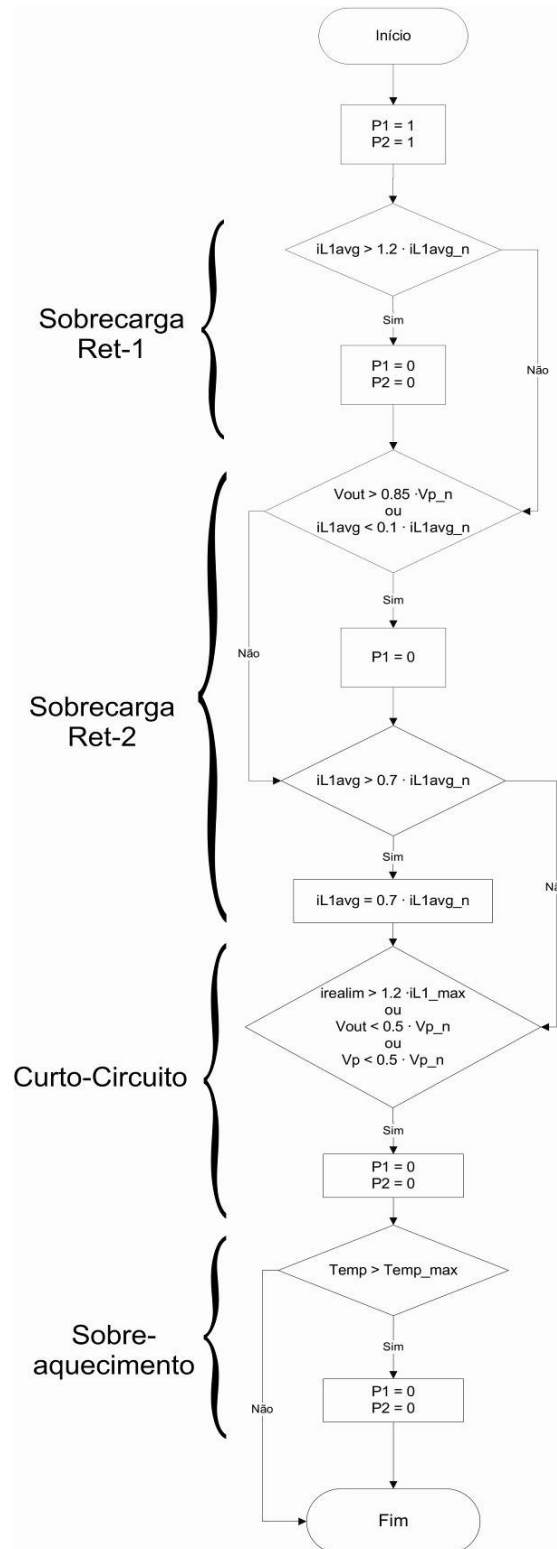 Início
P1 = 1
P2 = 1
iL1avg > 1.2 · iL1avg_n
Sim
Não
Sobrecarga
Ret-1
P1 = 0
P2 = 0
Vout > 0.85 ·Vp_n
ou
iL1avg < 0.1 · iL1avg_n
Sim
Não
P1 = 0
Sobrecarga
Ret-2
iL1avg > 0.7 · iL1avg_n
Sim
Nã
iL1avg = 0.7 · iL1avg_n
irealim > 1.2 ·iL1_max
ou
Vout < 0.5 · Vp_n
ou
Vp < 0.5 · Vp_n
Curto-Circuito
Sim
P1 = 0
P2 = 0
Temp > Temp_max
Sobre-
aquecimento
Sim
Não
P1 = 0
P2 = 0
Fim